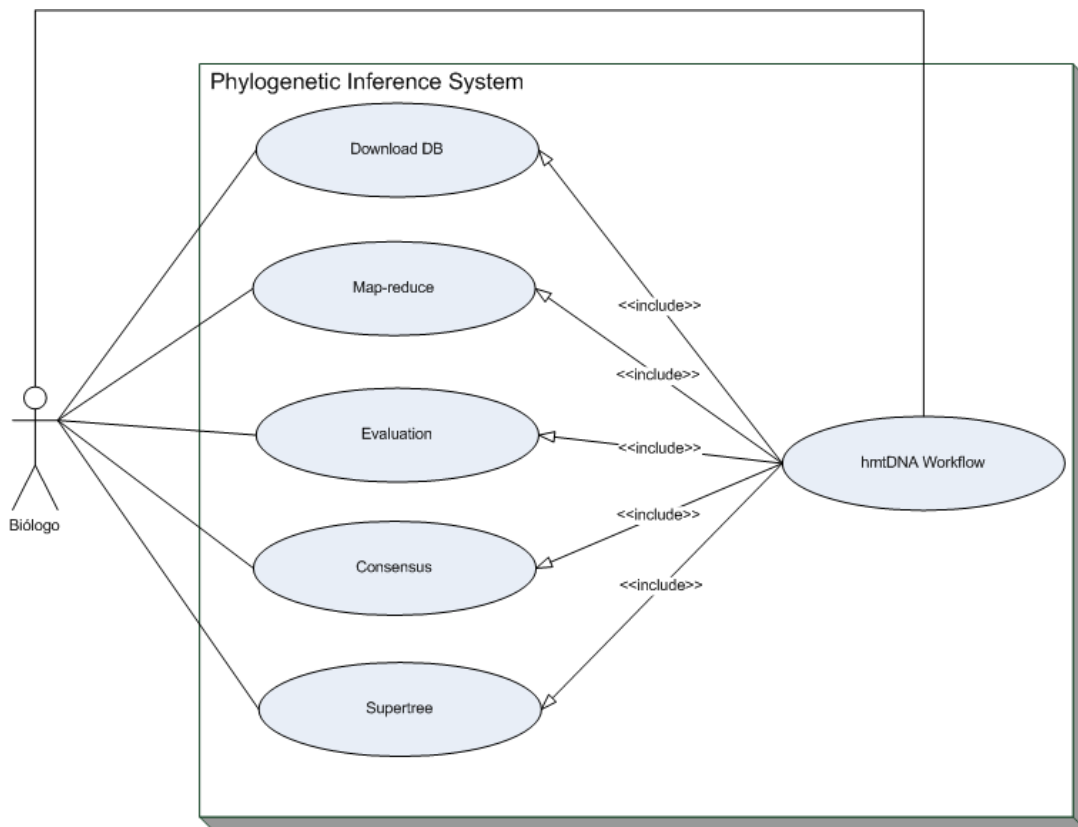 Phylogenetic Inference System
Download DB
Map-reduce
<<include>>
<<include>>
Evaluation
<<include>>
hmtDNA Workflow
<<include>>
Biólogo
Consensus
<<include>>
Supertree